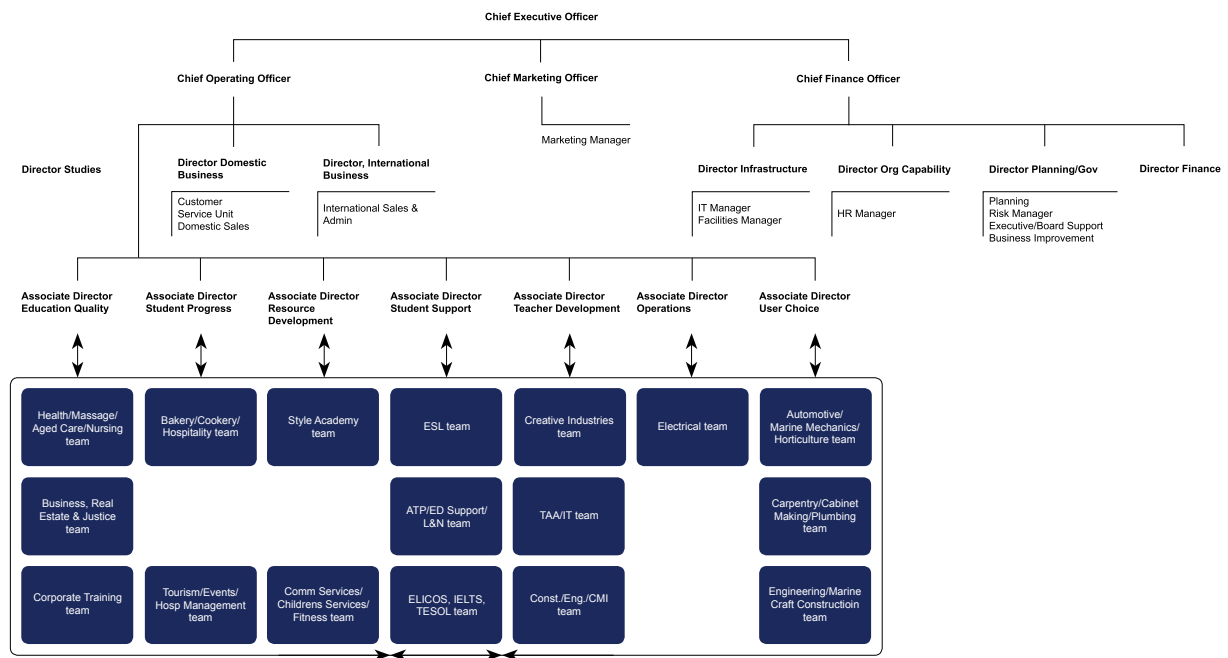 Chief Executive Officer
Chief Operating Officer
Chief Marketing Officer
Chief Finance Officer
Marketing Manager
Director Studies
Director Domestic
Business
Director, International
Business
Director Infrastructure
Director Org Capability
Director Planning/Gov
Director Finance
Customer
Service Unit
Domestic Sales
International Sales &
Admin
IT Manager
Facilities Manager
HR Manager
Planning
Risk Manager
Executive/Board Support
Business Improvement
Associate Director
Education Quality
Associate Director
Student Progress
Associate Director
Resource
Development
Associate Director
Student Support
Associate Director
Teacher Development
Associate Director
Operations
Associate Director
User Choice
Health/Massage/
Aged Care/Nursing
team
Bakery/Cookery/
Hospitality team
Style Academy
team
ESL team
Creative Industries
team
Electrical team
Automotive/
Marine Mechanics/
Horticulture team
Business, Real
Estate & Justice
team
ATP/ED Support/
L&N team
TAA/IT team
Carpentry/Cabinet
Making/Plumbing
team
Corporate Training
team
Tourism/Events/
Hosp Management
team
Comm Services/
Childrens Services/
Fitness team
ELICOS, IELTS,
TESOL team
Const./Eng./CMI
team
Engineering/Marine
Craft Constructioin
team